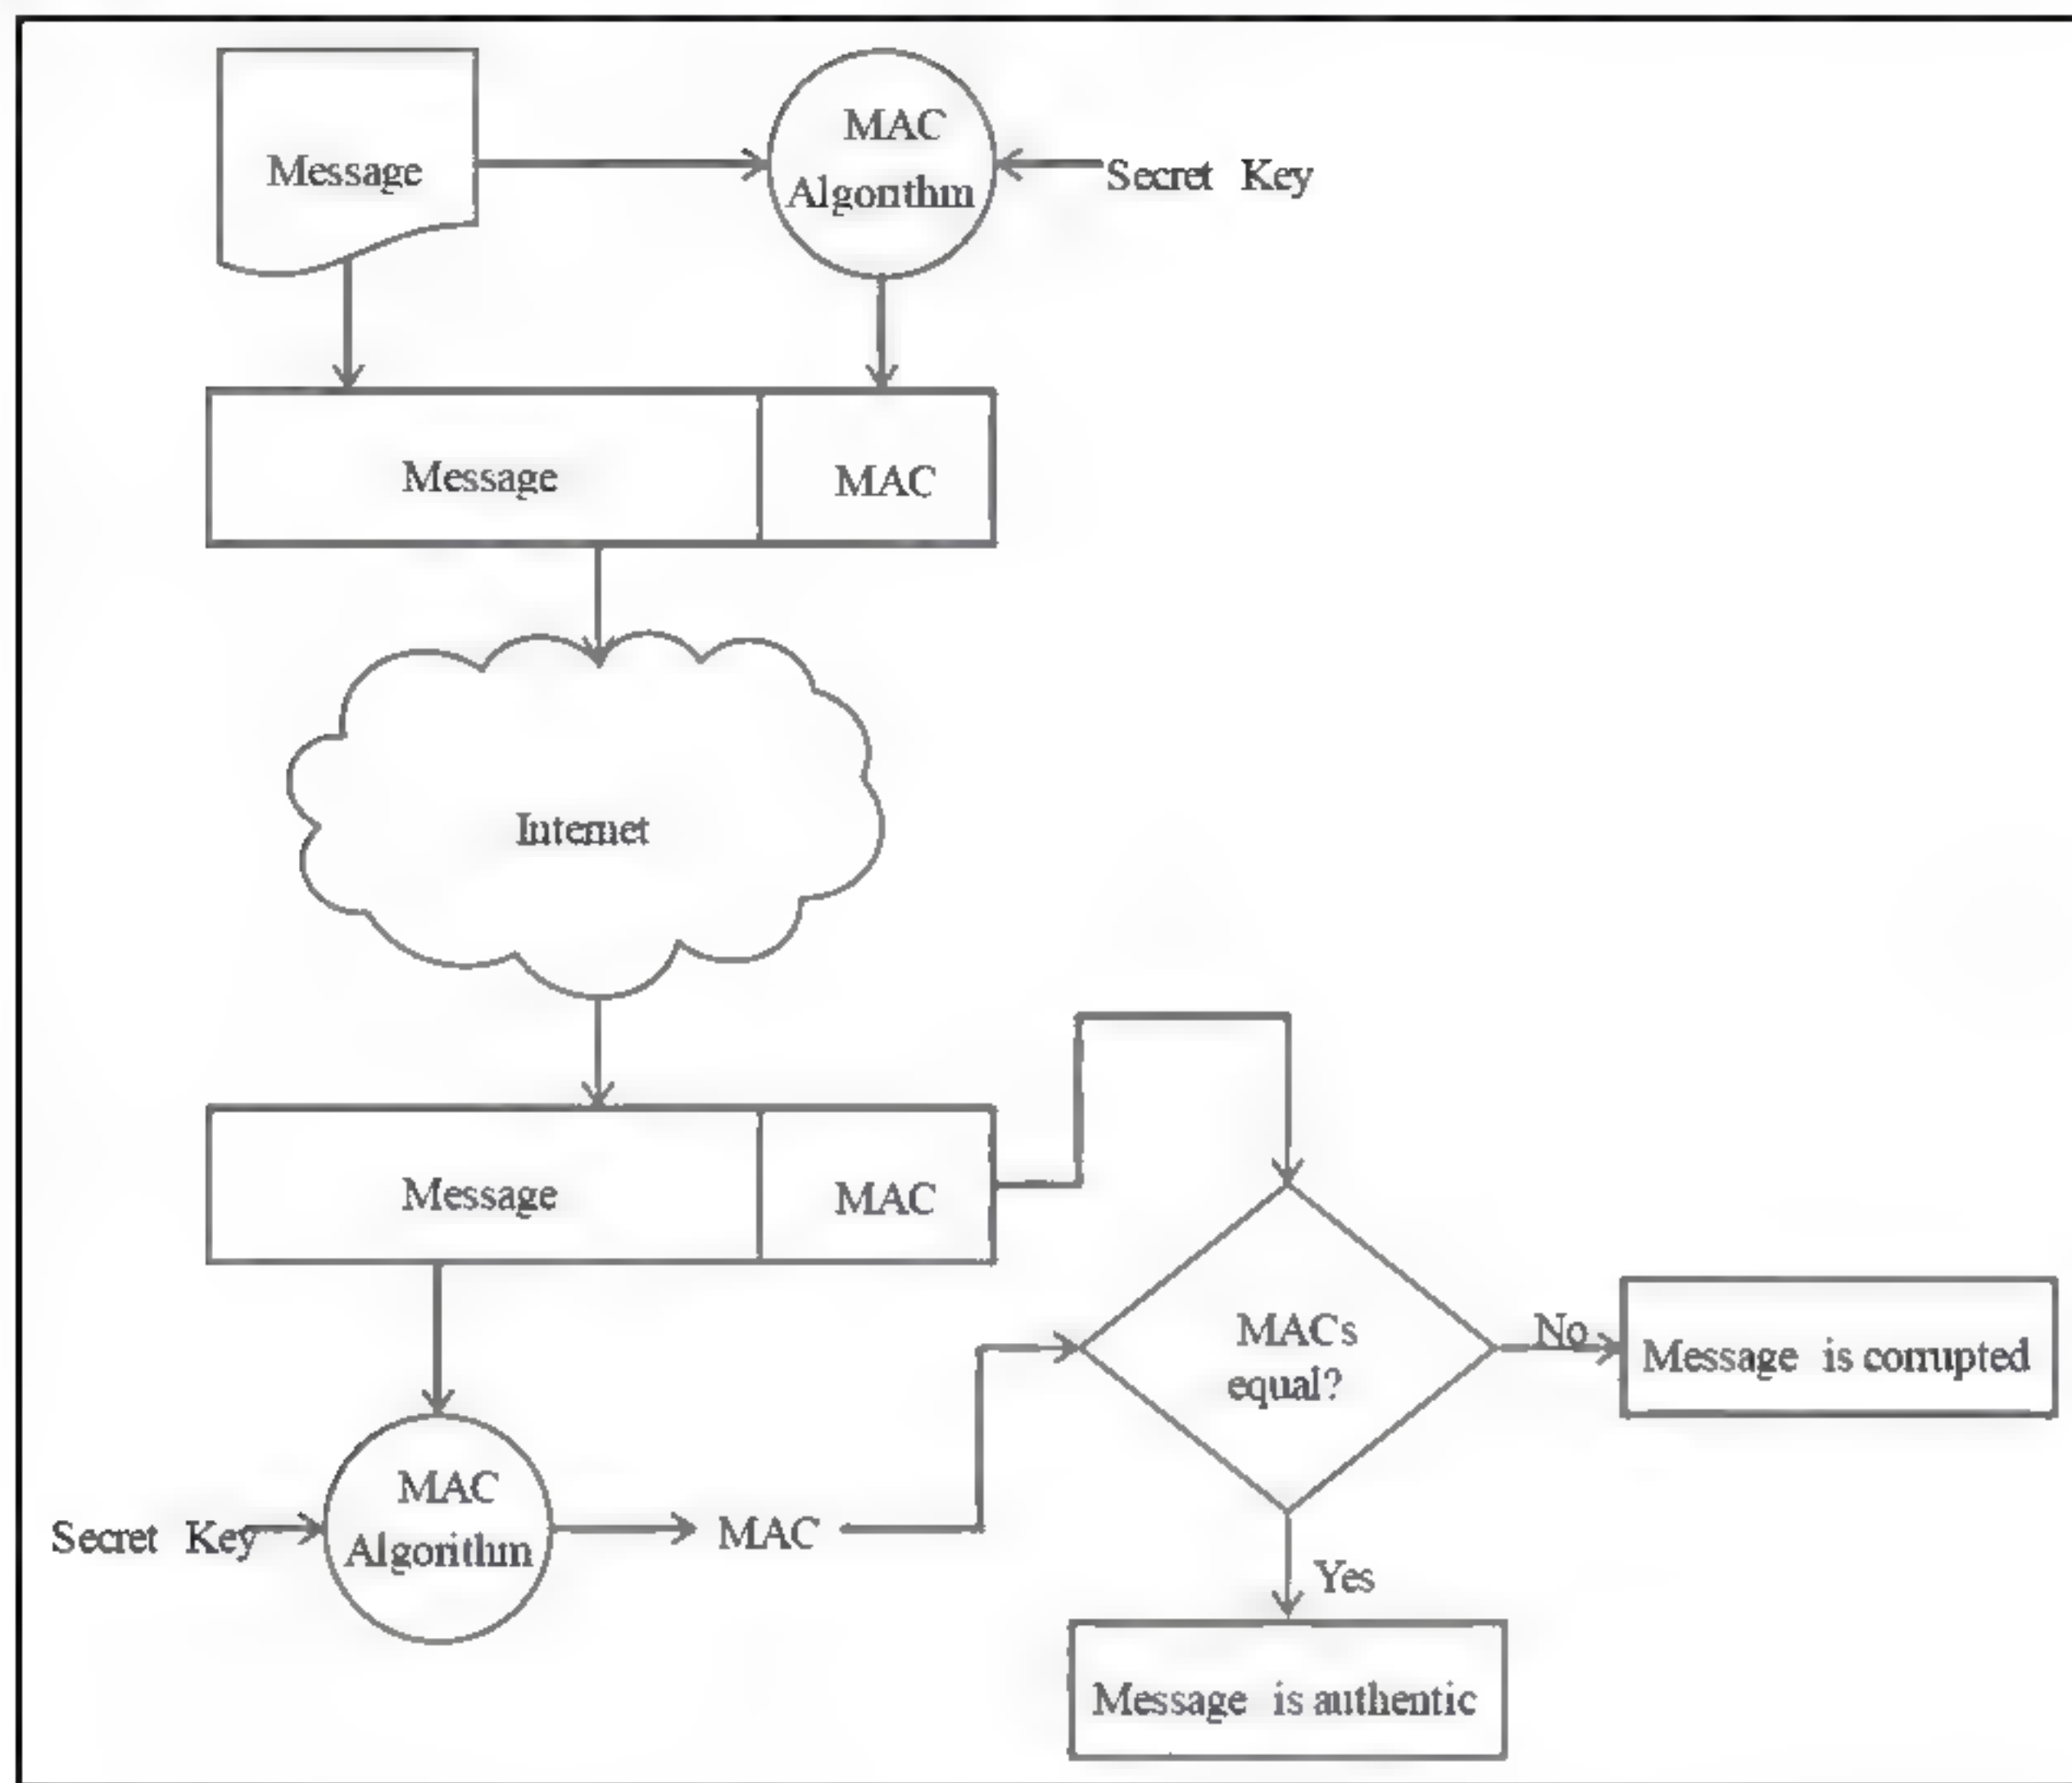 Message
MAC
Algorithm
Secret Key
Message
MAC
Internet
Message
MAC
MACs
equal?
No
Message is corrupted
Secret Key
MAC
Algorithm
MAC
Yes
Message is authentic